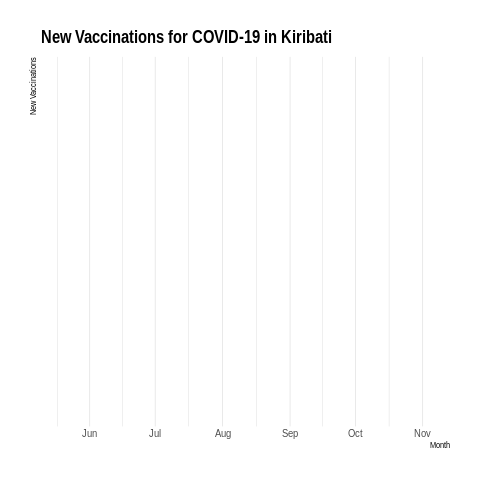 New Vaccinations for COVID-19 in Kiribati
New Vaccinations
Jun Jul Aug Sep Oct Nov
Month